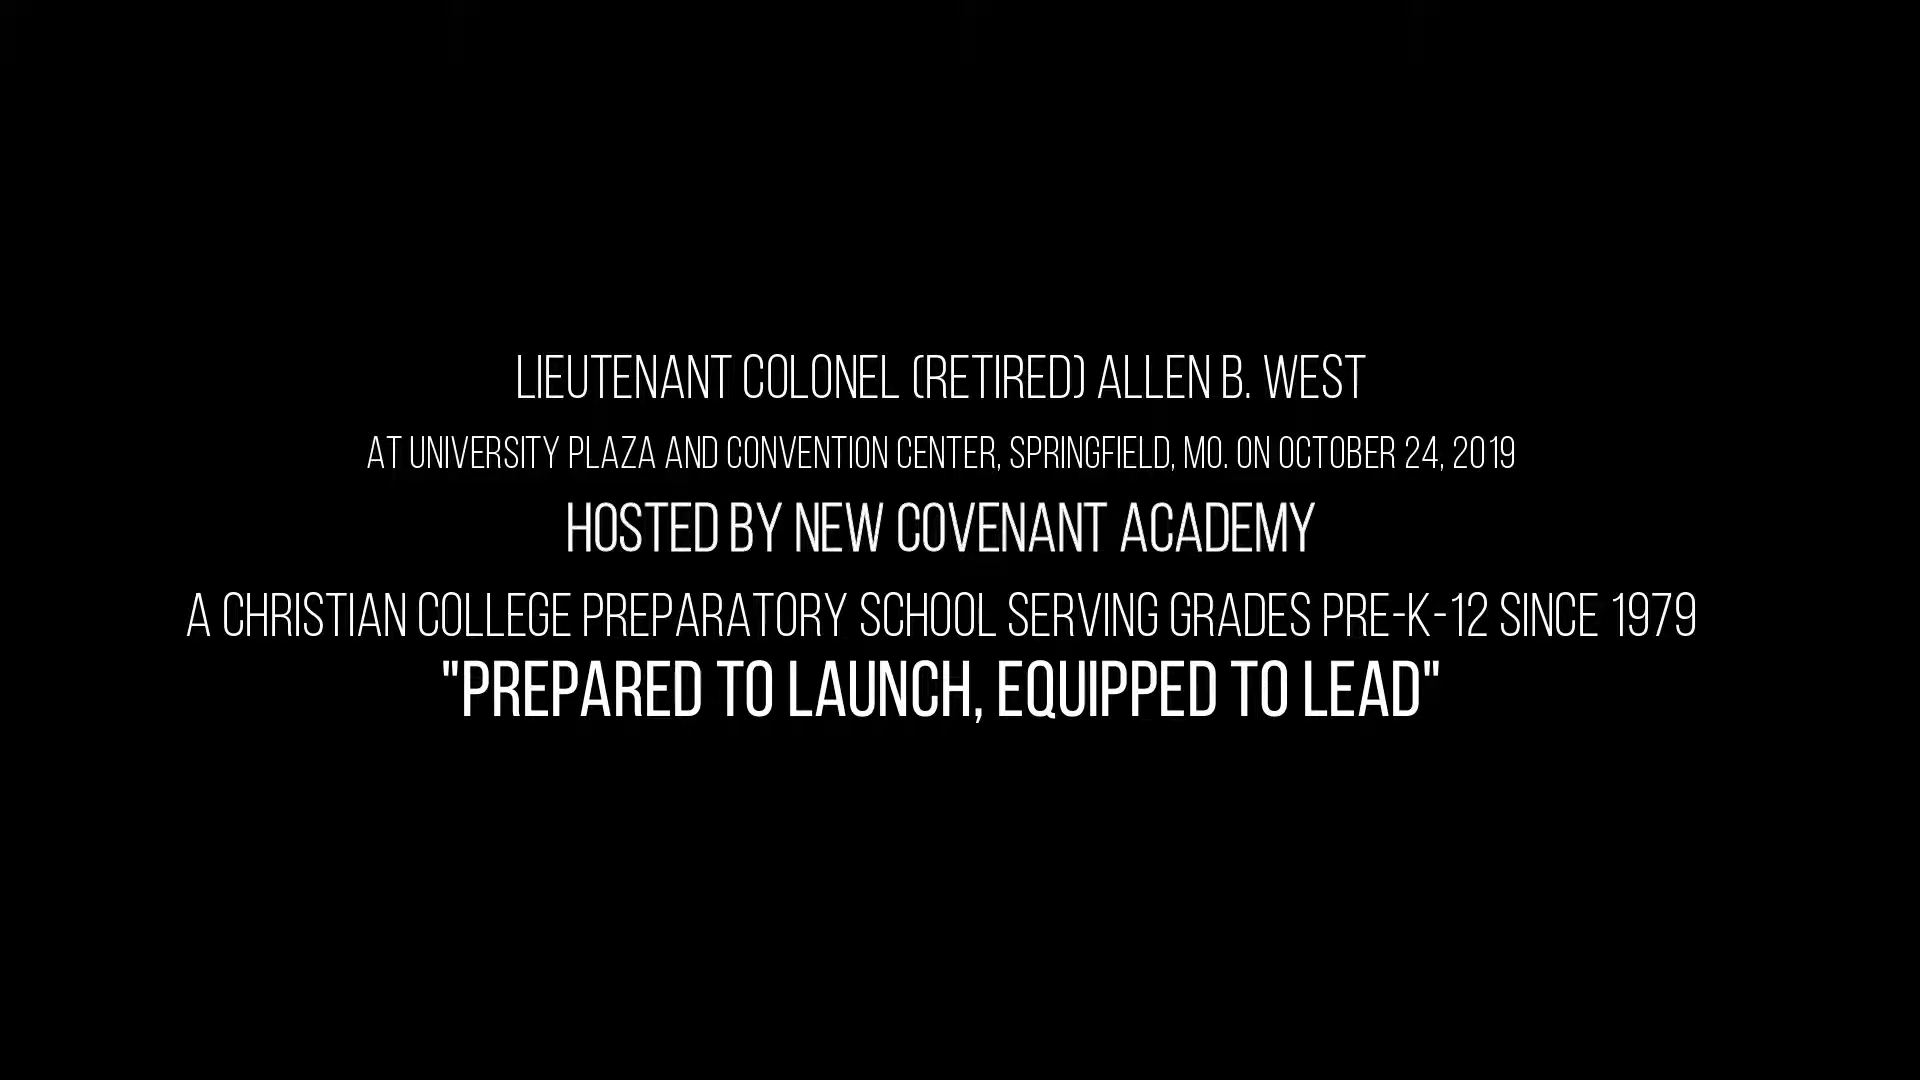 LIEUTENANT COLONEL (RETIRED) ALLEN B. WEST
AT UNIVERSITY PLAZA AND CONVENTION CENTER, SPRINGFIELD, MO. ON OCTOBER 24, 2019
HOSTED BY NEW COVENANT ACADEMY
A CHRISTIAN COLLEGE PREPARATORY SCHOOL SERVING GRADES PRE-K-12 SINCE 1979
"PREPARED TO LAUNCH, EQUIPPED TO LEAD"